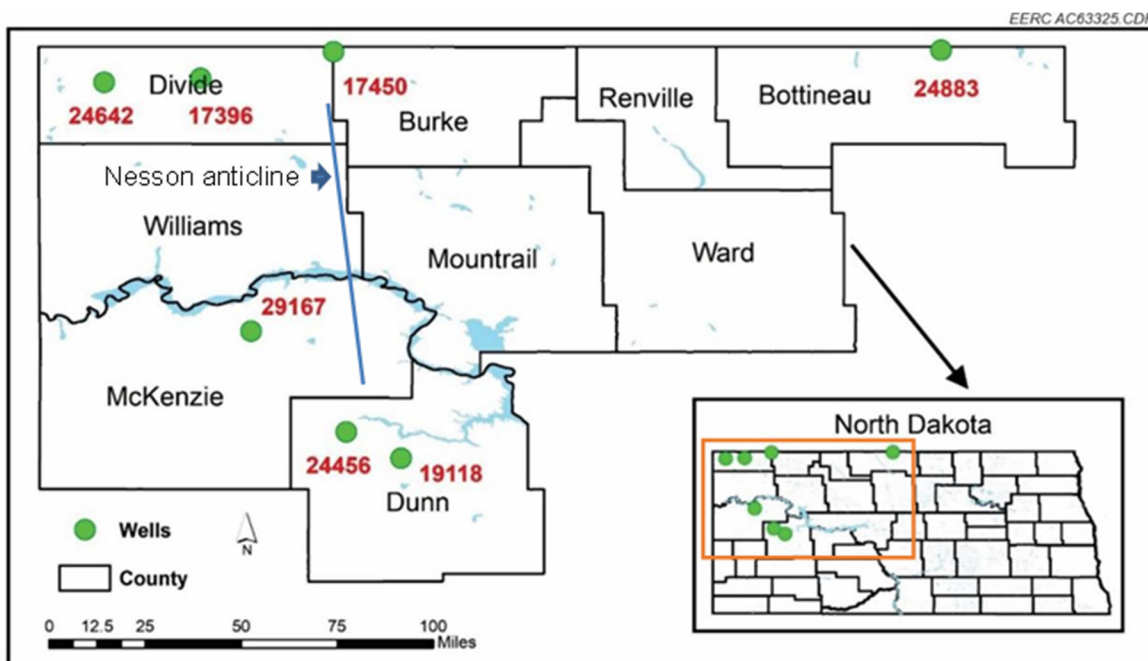 EERC AC63325.CDR
Divide
24642
17396
17450
Burke
Renville
Bottineau
24883
Nesson anticline
Williams
Mountrail
Ward
29167
McKenzie
24456
19118
Dunn
Wells
County
N
0 12.5 25 50 75 100
Miles
North Dakota